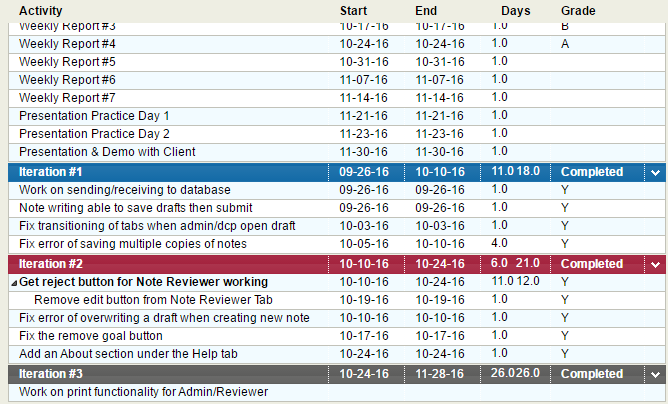 Activity Start End Days Grade
Weekly Report #3 10-17-16 10-17-16 1.0 B
Weekly Report #4 10-24-16 10-24-16 1.0 A
Weekly Report #5 10-31-16 10-31-16 1.0
Weekly Report #6 11-07-16 11-07-16 1.0
Weekly Report #7 11-14-16 11-14-16 1.0
Presentation Practice Day 1 11-21-16 11-21-16 1.0
Presentation Practice Day 2 11-23-16 11-23-16 1.0
Presentation & Demo with Client 11-30-16 11-30-16 1.0
Iteration #1 09-26-16 10-10-16 11.0 18.0 Completed
Work on sending/receiving to database 09-26-16 09-26-16 1.0 Y
Note writing able to save drafts then submit 09-26-16 09-26-16 1.0 Y
Fix transitioning of tabs when admin/dcp open draft 10-03-16 10-03-16 1.0 Y
Fix error of saving multiple copies of notes 10-05-16 10-10-16 4.0 Y
Iteration #2 10-10-16 10-24-16 6.0 21.0 Completed
Get reject button for Note Reviewer working 10-10-16 10-24-16 11.0 12.0 Y
Remove edit button from Note Reviewer Tab 10-19-16 10-19-16 1.0 Y
Fix error of overwriting a draft when creating new note 10-10-16 10-10-16 1.0 Y
Fix the remove goal button 10-17-16 10-17-16 1.0 Y
Add an About section under the Help tab 10-24-16 10-24-16 1.0 Y
Iteration #3 10-24-16 11-28-16 26.0 26.0 Completed
Work on print functionality for Admin/Reviewer